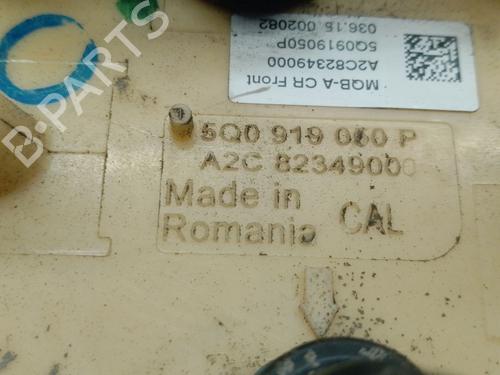 MQB-A CR Front
A2C82349000
5Q0919050P
036.15 002082
5Q0 919 050 P
A2C 82349000
Made in
Romania
CAL
B-PARTS